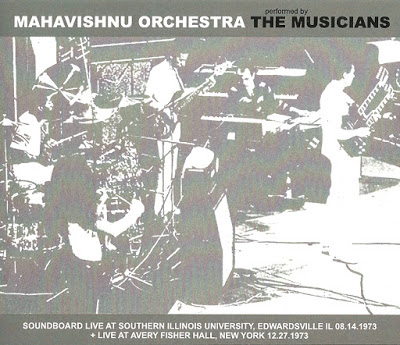 MAHAVISHNU ORCHESTRA performed by THE MUSICIANS
SOUNDBOARD LIVE AT SOUTHERN ILLINOIS UNIVERSITY, EDWARDSVILLE IL 08.14.1973
+ LIVE AT AVERY FISHER HALL, NEW YORK 12.27.1973